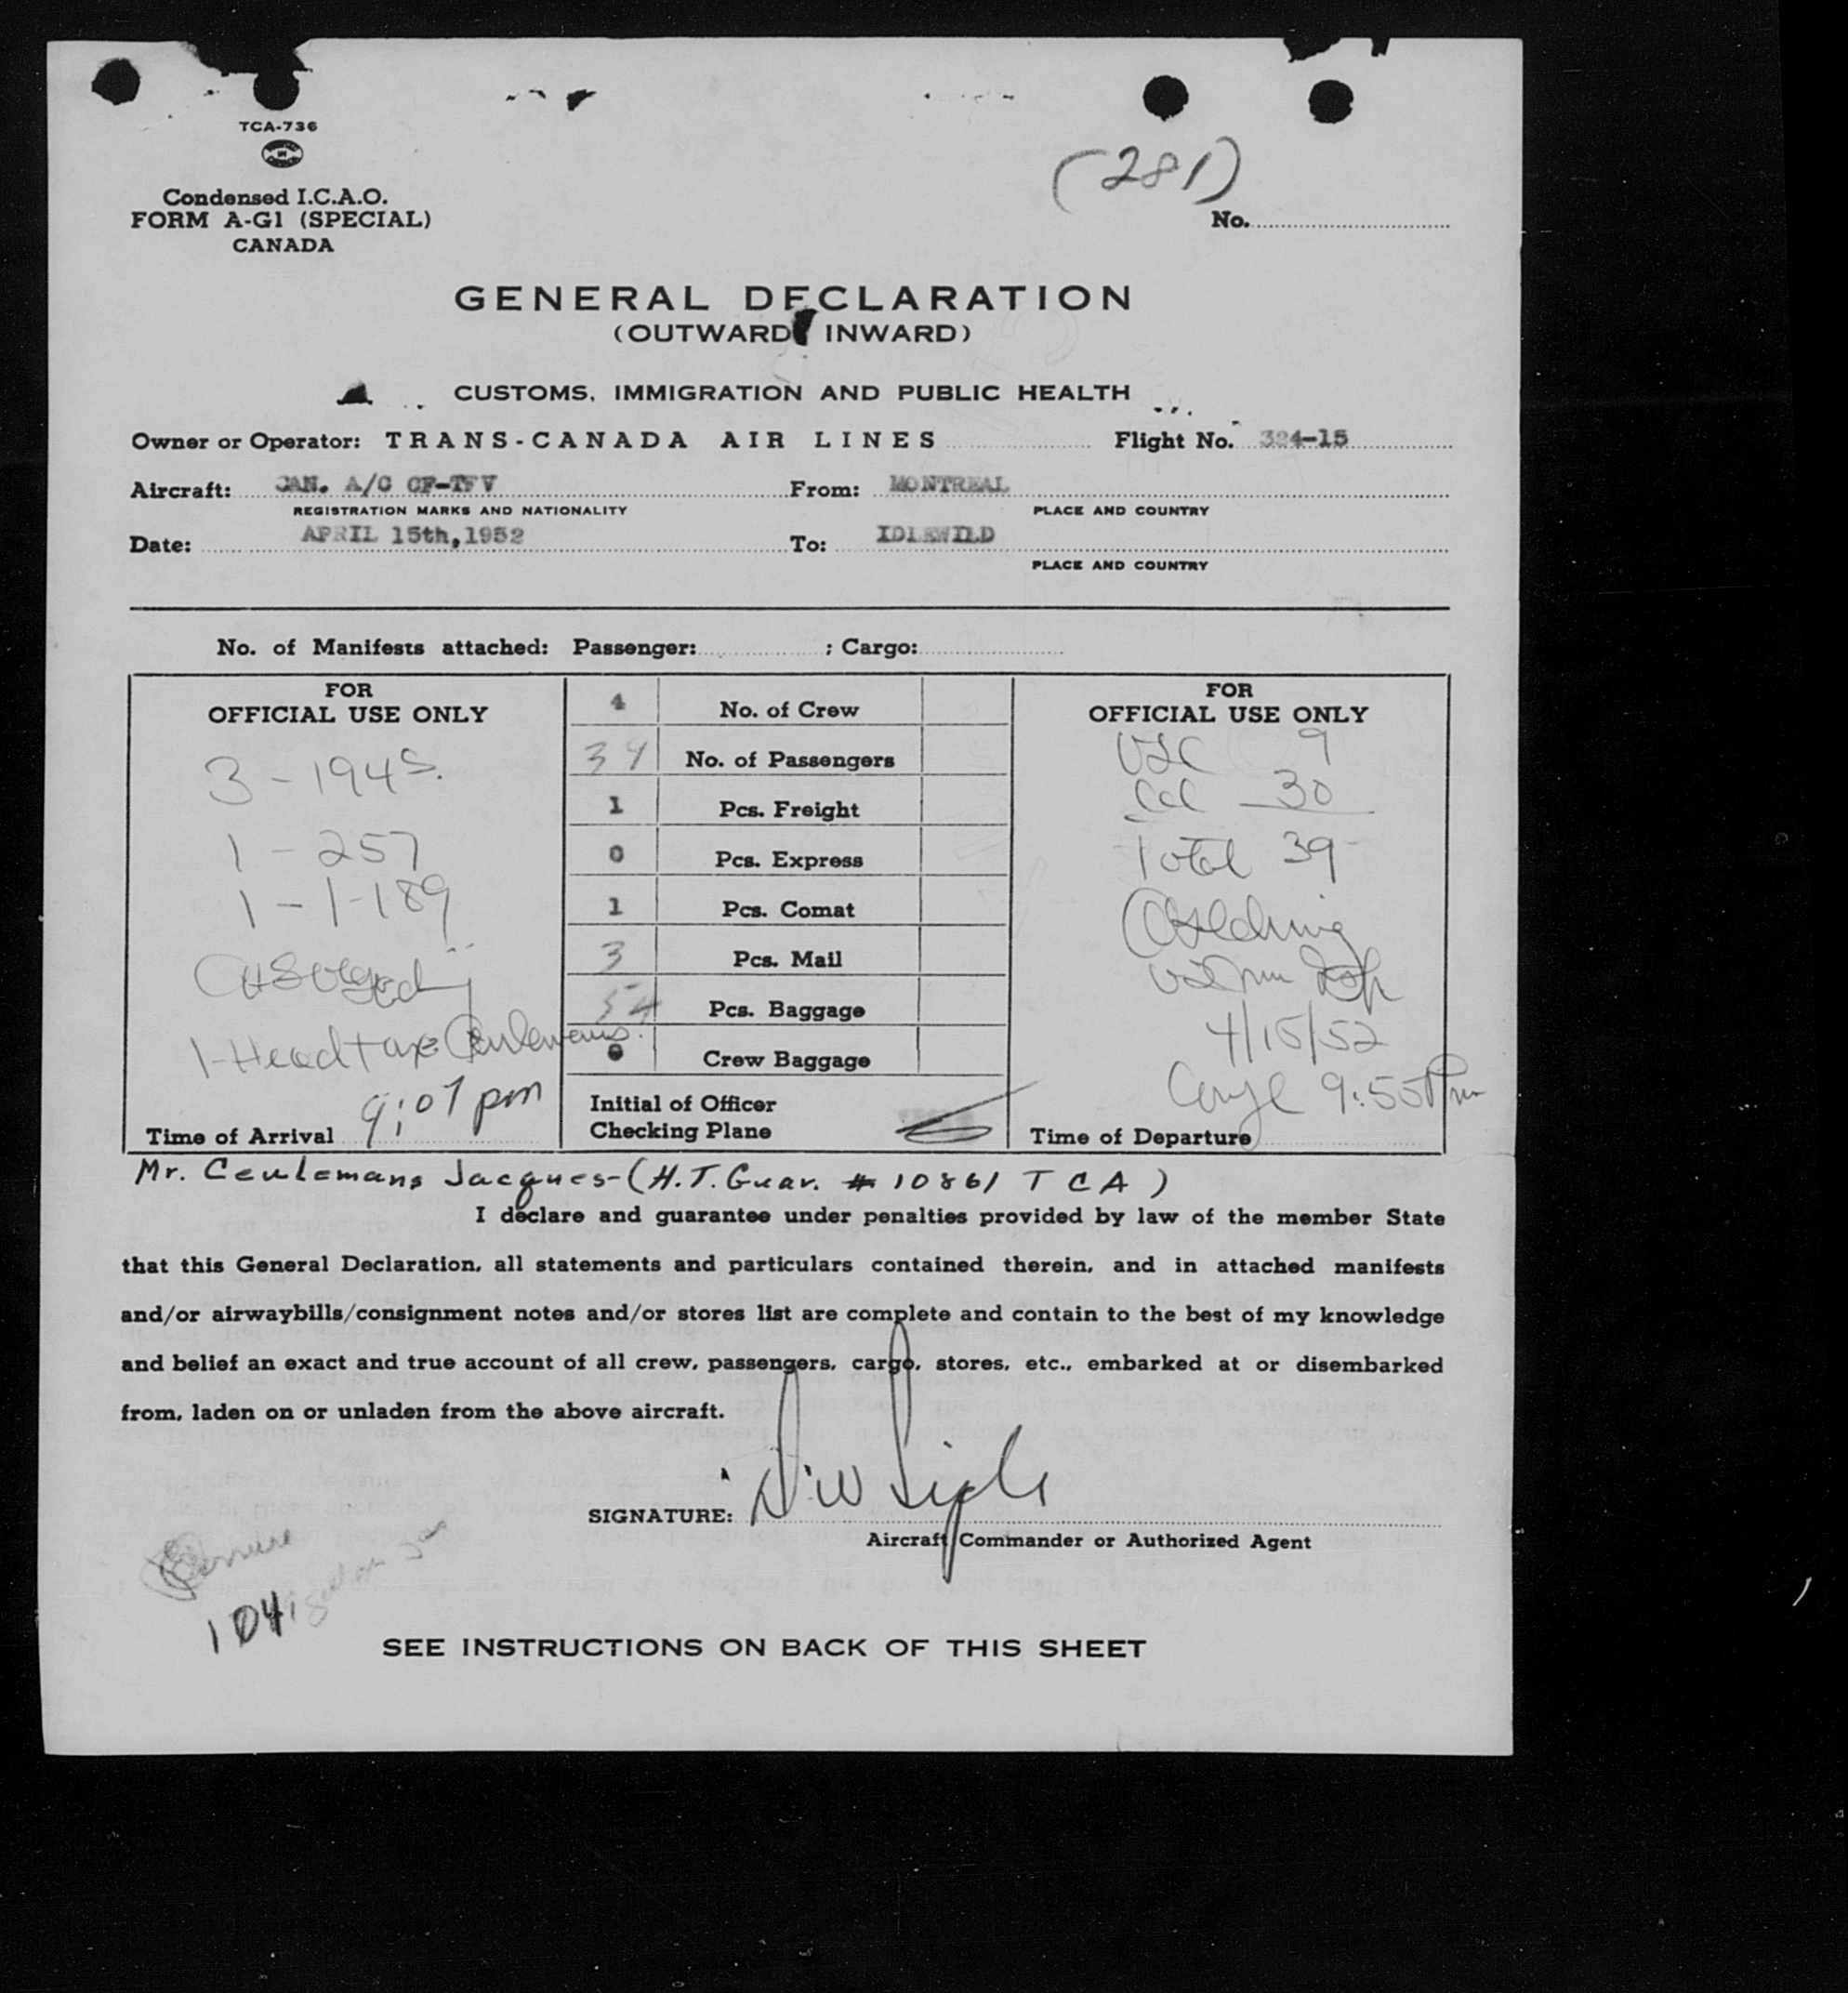 TCA-736
Condensed I.C.A.O.
FORM A-G1 (SPECIAL)
CANADA
(281)
No.
GENERAL DECLARATION
(OUTWARD INWARD)
CUSTOMS, IMMIGRATION AND PUBLIC HEALTH
Owner or Operator: TRANS-CANADA AIR LINES Flight No. 324-15
Aircraft: CAN. A/C CF-TFV From: MONTREAL
REGISTRATION MARKS AND NATIONALITY PLACE AND COUNTRY
Date: APRIL 15th, 1952 To: IDLEWILD
PLACE AND COUNTRY
No. of Manifests attached: Passenger: ; Cargo:
FOR
OFFICIAL USE ONLY
3 - 194s.
1 - 257
1 - 1-189
1-Head tax Ceulemans.
Time of Arrival 9:07 pm
4 No. of Crew
39 No. of Passengers
1 Pcs. Freight
0 Pcs. Express
1 Pcs. Comat
3 Pcs. Mail
54 Pcs. Baggage
0 Crew Baggage
Initial of Officer
Checking Plane
FOR
OFFICIAL USE ONLY
USC 9
30
Total 39
4/15/52
9:55 Pm
Time of Departure
Mr. Ceulemans Jacques-(H.T. Guar. # 10861 TCA)
I declare and guarantee under penalties provided by law of the member State
that this General Declaration, all statements and particulars contained therein, and in attached manifests
and/or airwaybills/consignment notes and/or stores list are complete and contain to the best of my knowledge
and belief an exact and true account of all crew, passengers, cargo, stores, etc., embarked at or disembarked
from, laden on or unladen from the above aircraft.
SIGNATURE:
Aircraft Commander or Authorized Agent
104
SEE INSTRUCTIONS ON BACK OF THIS SHEET